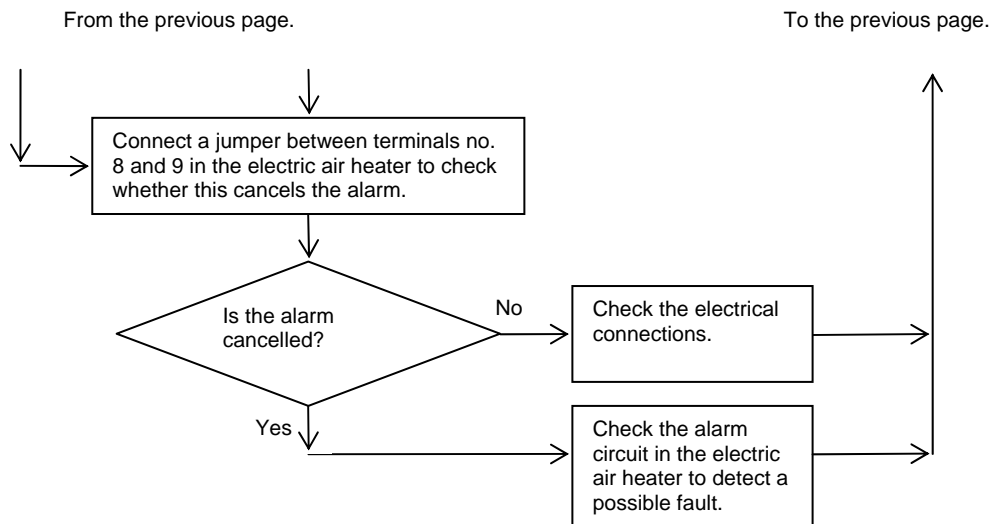 From the previous page.
To the previous page.
Connect a jumper between terminals no.
8 and 9 in the electric air heater to check
whether this cancels the alarm.
Is the alarm
cancelled?
No
Check the electrical
connections.
Yes
Check the alarm
circuit in the electric
air heater to detect a
possible fault.